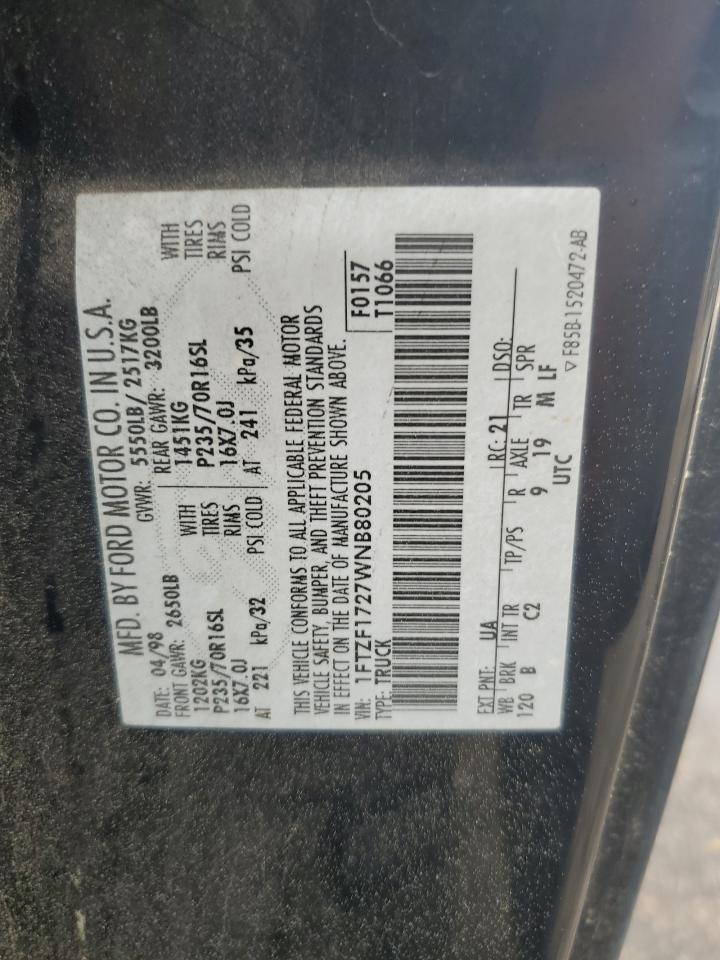 MFD. BY FORD MOTOR CO. IN U.S.A.
DATE: 04/98 GVWR: 5550LB/ 2517KG
FRONT GAWR: 2650LB REAR GAWR: 3200LB
1202KG WITH 1451KG WITH
P235/70R16SL TIRES P235/70R16SL TIRES
16X7.0J RIMS 16X7.0J RIMS
AT 221 kPa/32 PSI COLD AT 241 kPa/35 PSI COLD
THIS VEHICLE CONFORMS TO ALL APPLICABLE FEDERAL MOTOR
VEHICLE SAFETY, BUMPER, AND THEFT PREVENTION STANDARDS
IN EFFECT ON THE DATE OF MANUFACTURE SHOWN ABOVE.
VIN: 1FTZF1727WNB80205 F0157
TYPE: TRUCK T1066
EXT PNT: UA RC: 21 DSO:
WB BRK INT TR TP/PS R AXLE TR SPR
120 B C2 9 19 M LF
UTC ▽ F85B-1520472-AB